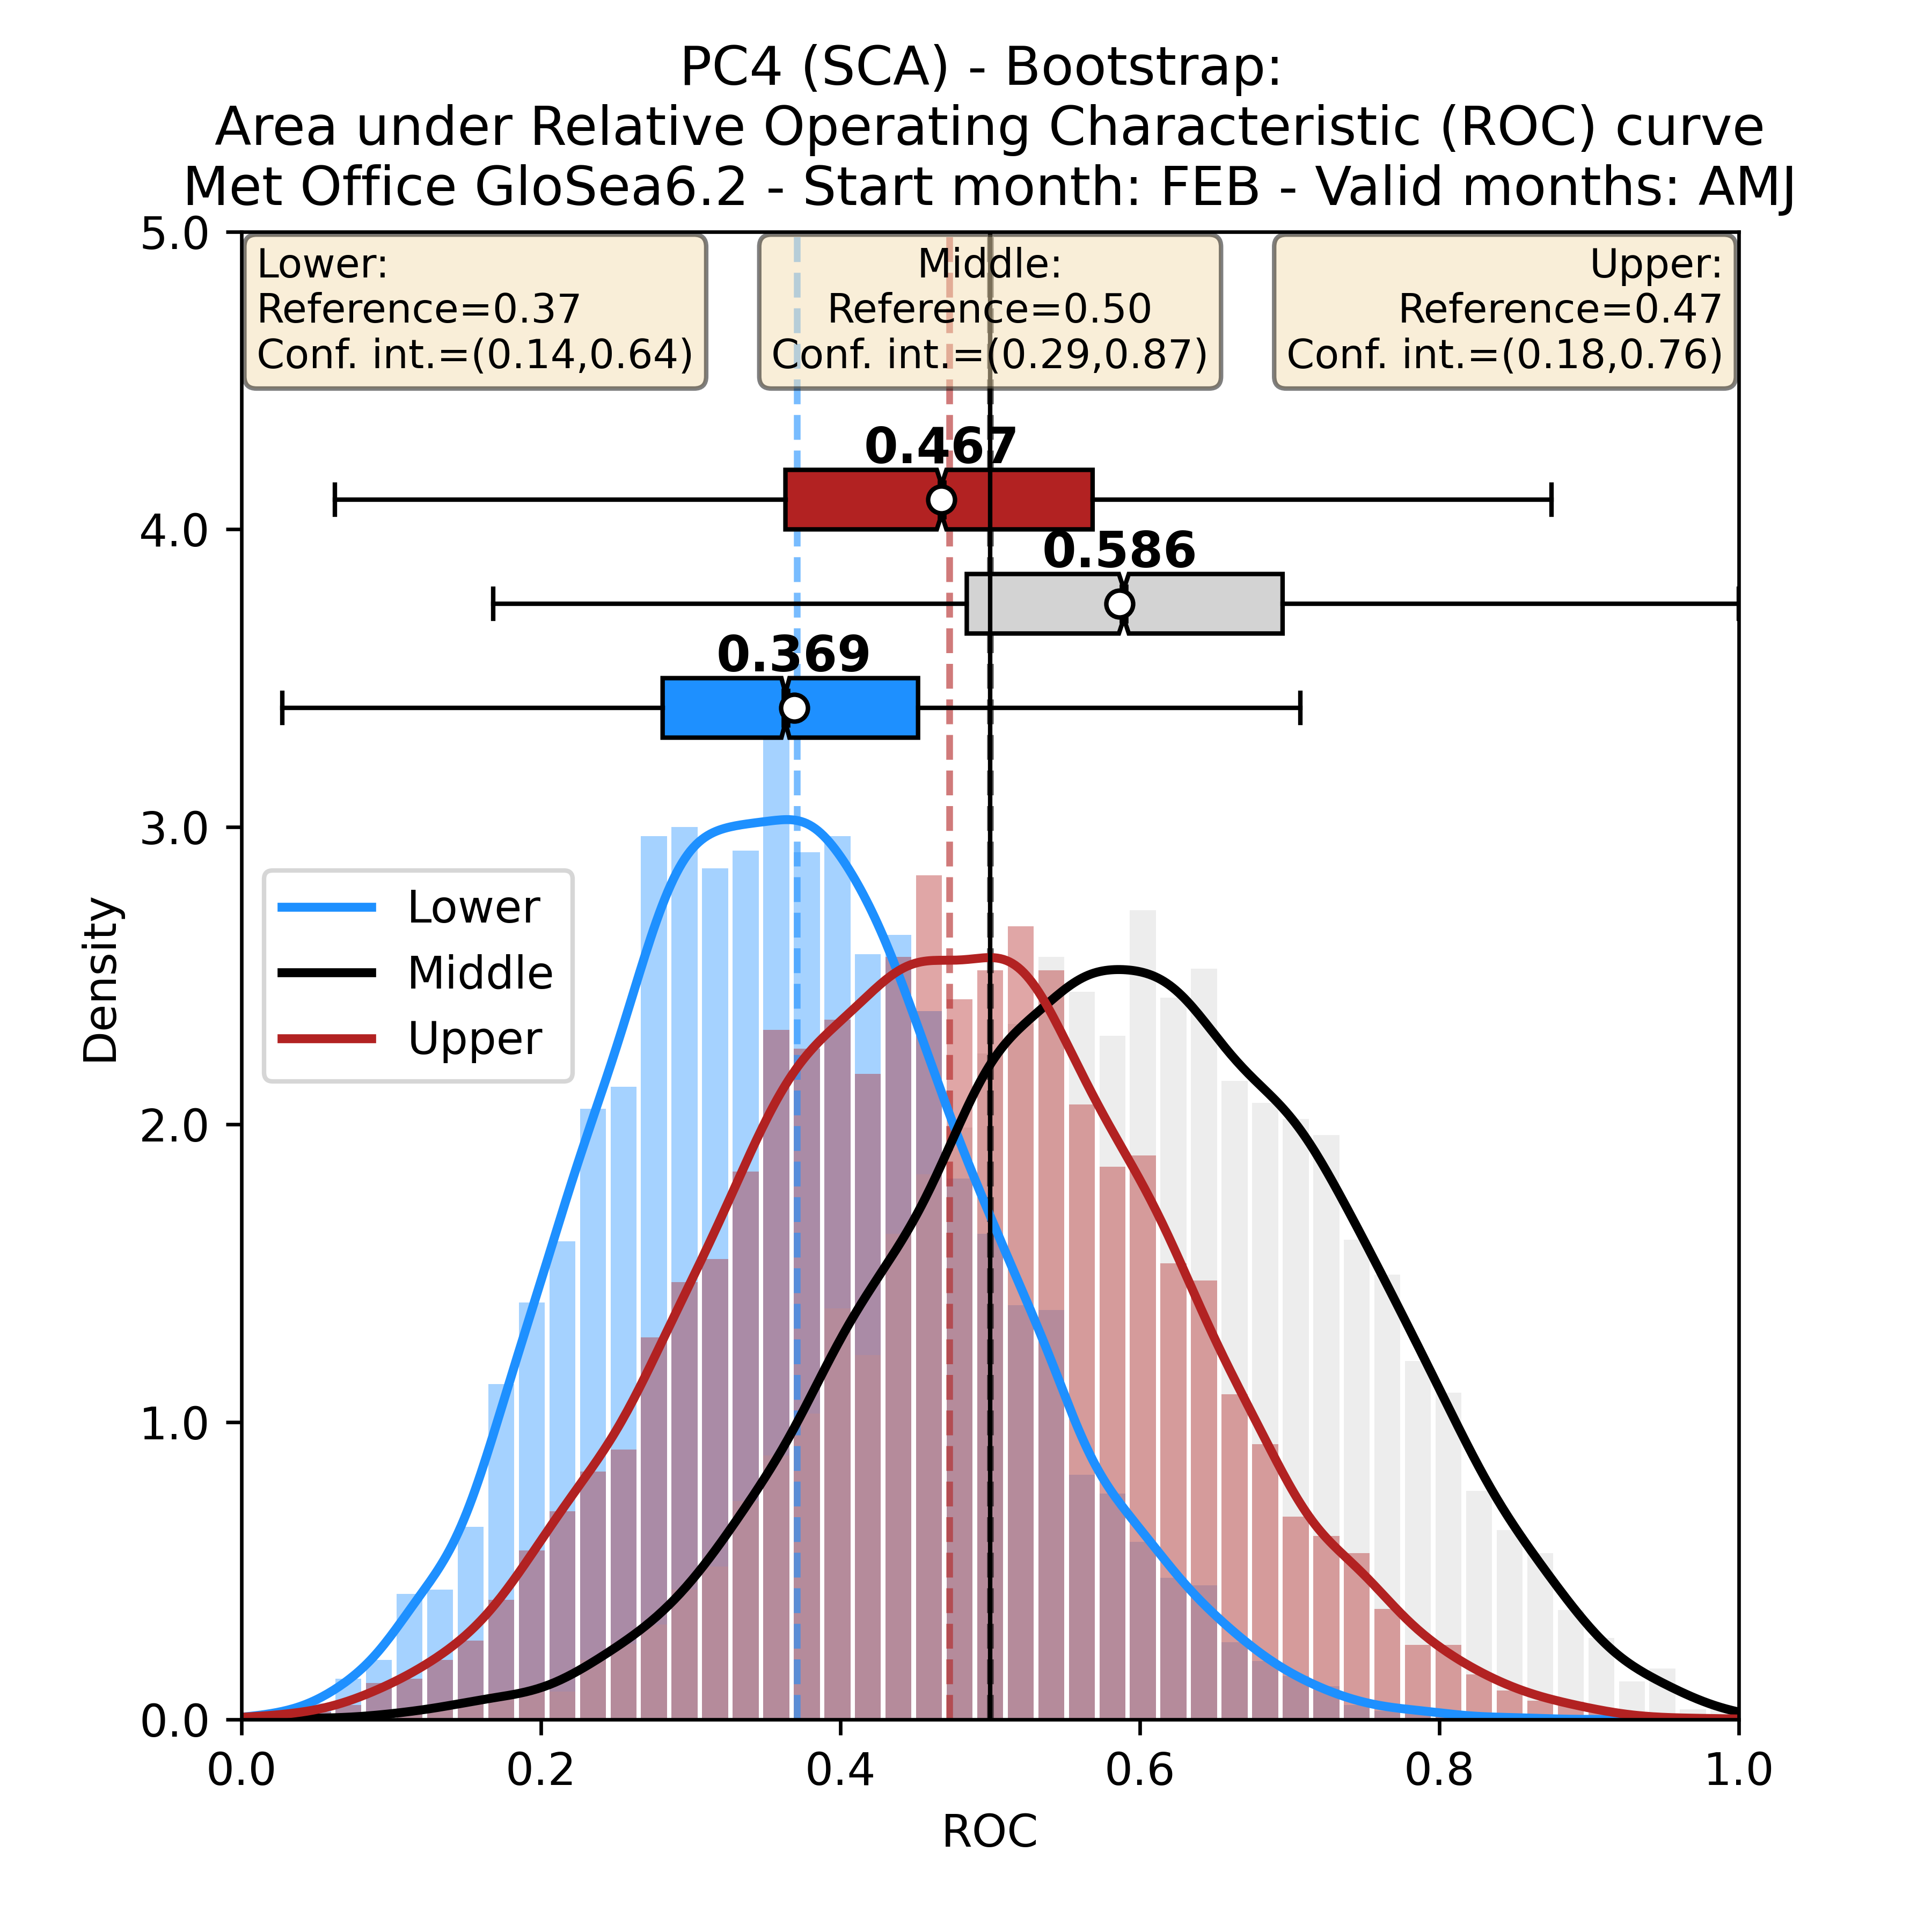 PC4 (SCA) - Bootstrap:
Area under Relative Operating Characteristic (ROC) curve
Met Office GloSea6.2 - Start month: FEB - Valid months: AMJ
Lower:
Reference=0.37
Conf. int.=(0.14,0.64)
Middle:
Reference=0.50
Conf. int.=(0.29,0.87)
Upper:
Reference=0.47
Conf. int.=(0.18,0.76)
0.467
0.586
0.369
5.0
4.0
3.0
2.0
1.0
0.0
Density
Lower
Middle
Upper
0.0 0.2 0.4 0.6 0.8 1.0
ROC